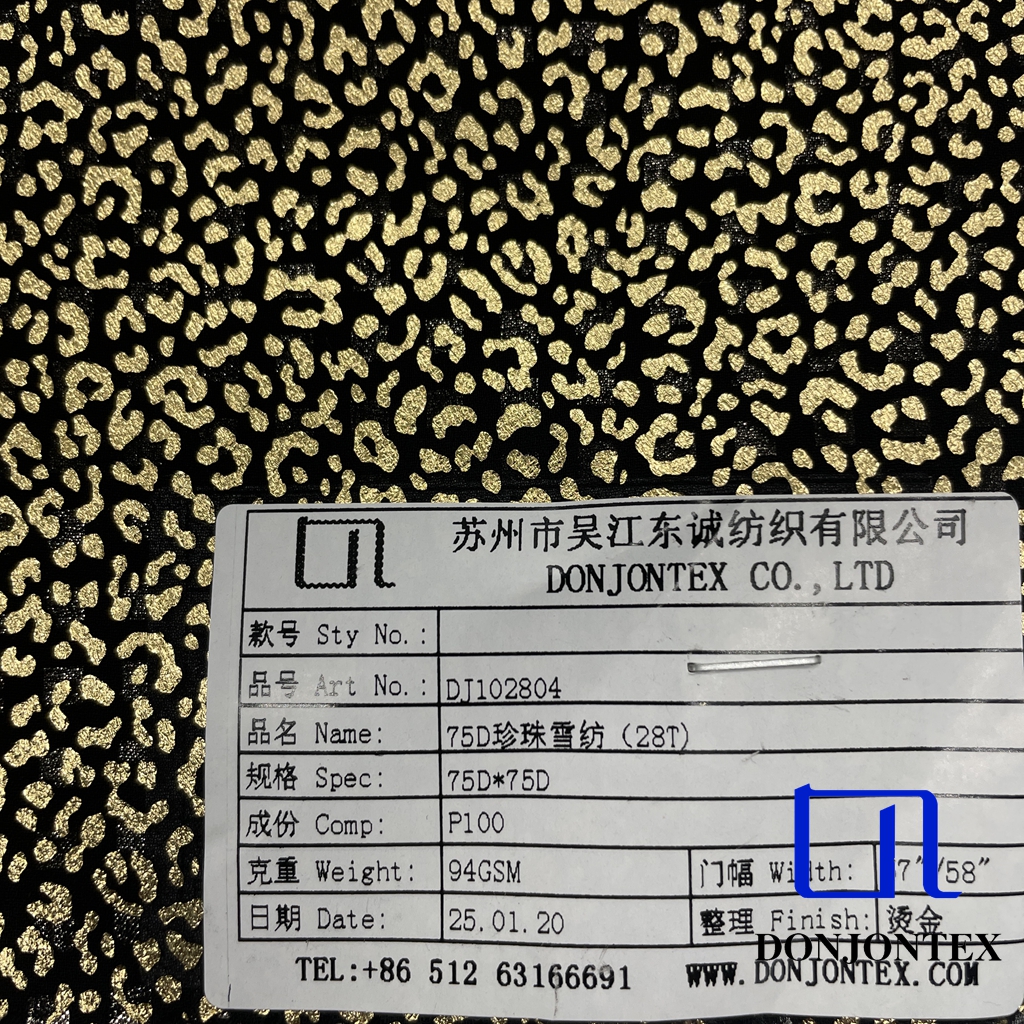 苏州市吴江东诚纺织有限公司
DONJONTEX CO.,LTD
款号 Sty No.:
品号 Art No.: DJ102804
品名 Name: 75D珍珠雪纺 (28T)
规格 Spec: 75D*75D
成份 Comp: P100
克重 Weight: 94GSM 门幅 Width: 57"/58"
日期 Date: 25.01.20 整理 Finish: 烫金
DONJONTEX
TEL:+86 512 63166691 WWW.DONJONTEX.COM